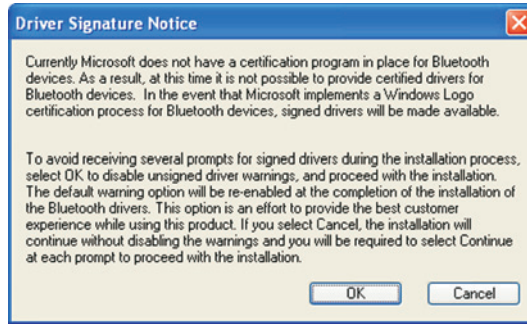 Driver Signature Notice
Currently Microsoft does not have a certification program in place for Bluetooth
devices. As a result, at this time it is not possible to provide certified drivers for
Bluetooth devices. In the event that Microsoft implements a Windows Logo
certification process for Bluetooth devices, signed drivers will be made available.
To avoid receiving several prompts for signed drivers during the installation process,
select OK to disable unsigned driver warnings, and proceed with the installation.
The default warning option will be re-enabled at the completion of the installation of
the Bluetooth drivers. This option is an effort to provide the best customer
experience while using this product. If you select Cancel, the installation will
continue without disabling the warnings and you will be required to select Continue
at each prompt to proceed with the installation.
OK Cancel